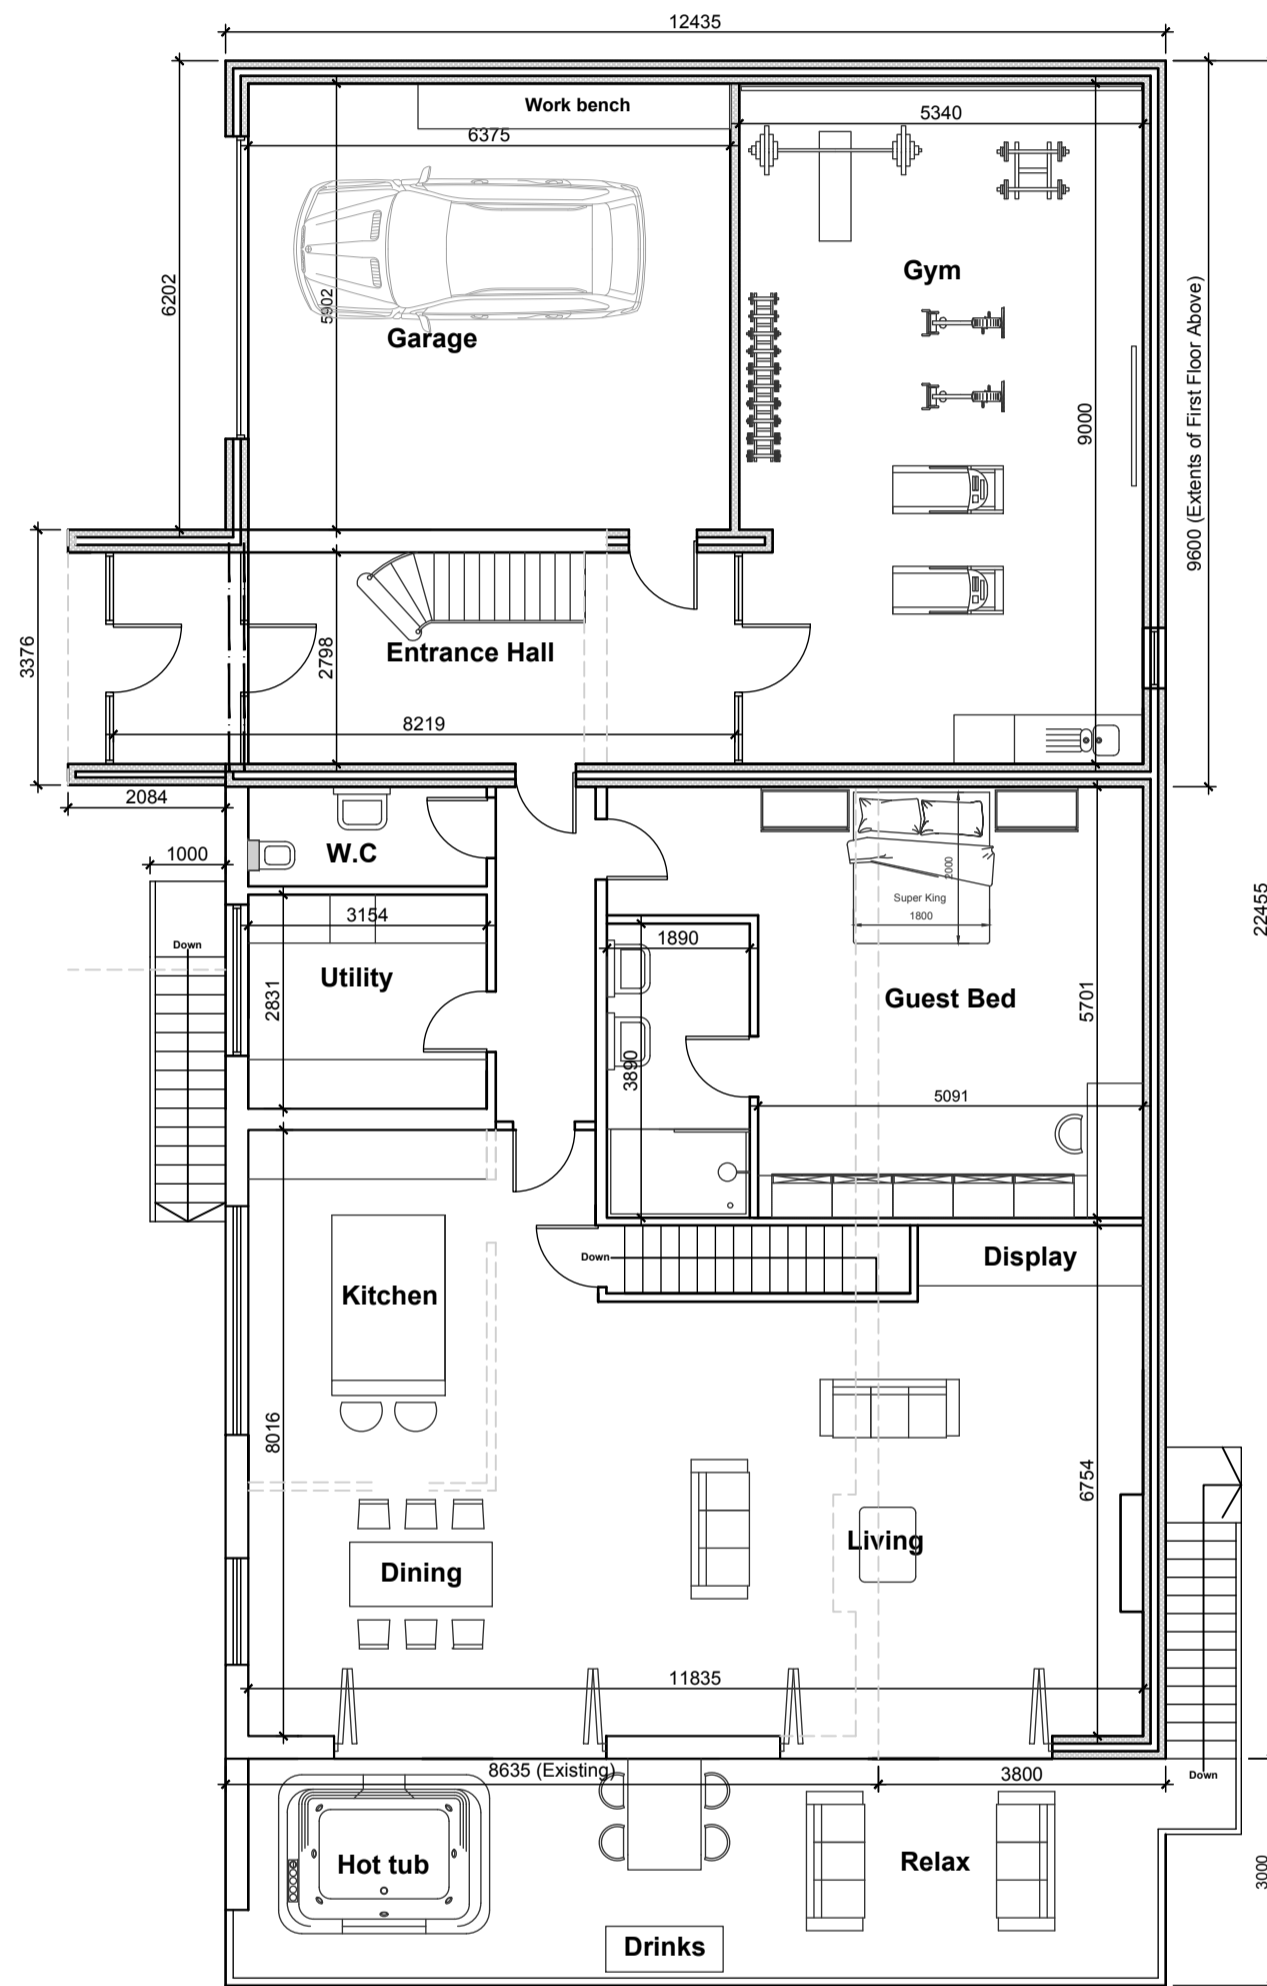 12435
Work bench
6375
5340
6202
5902
Garage
Gym
9000
9600 (Extents of First Floor Above)
3376
2798
Entrance Hall
8219
2084
1000
W.C
Down
3154
Utility
2831
1890
3890
2000
Super King
1800
Guest Bed
5701
5091
22455
Down
Display
Kitchen
8016
6754
Living
Dining
11835
8635 (Existing)
3800
Down
Hot tub
Relax
3000
Drinks